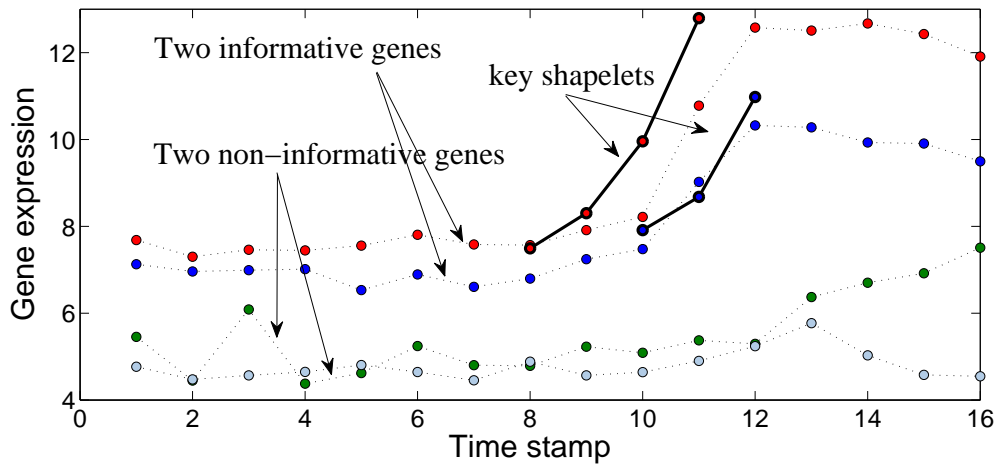 Two informative genes
key shapelets
Two non−informative genes
Gene expression
12
10
8
6
4
0 2 4 6 8 10 12 14 16
Time stamp